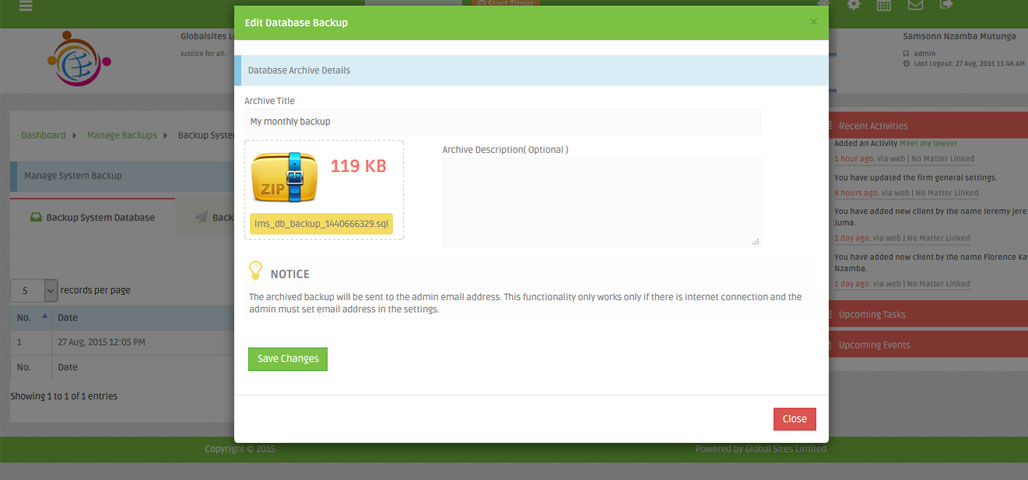 Start Timer
Edit Database Backup
×
Globalsites L
Justice for all.
Samsonn Nzamba Mutunga
admin
Last Logout: 27 Aug, 2015 11:46 AM
Database Archive Details
Archive Title
My monthly backup
ZIP
119 KB
lms_db_backup_1440666329.sql
Archive Description( Optional )
NOTICE
The archived backup will be sent to the admin email address. This functionality only works only if there is internet connection and the
admin must set email address in the settings.
Save Changes
Close
Dashboard
Manage Backups
Backup Syste
Manage System Backup
Backup System Database
Back
5
records per page
No.
Date
1
27 Aug, 2015 12:05 PM
No.
Date
Showing 1 to 1 of 1 entries
Recent Activities
Added an Activity Meet my lawyer
1 hour ago. via web | No Matter Linked
You have updated the firm general settings.
8 hours ago. via web | No Matter Linked
You have added new client by the name Jeremy Jere
Juma.
1 day ago. via web | No Matter Linked
You have added new client by the name Florence Ka
Nzamba.
1 day ago. via web | No Matter Linked
Upcoming Tasks
Upcoming Events
Copyright © 2015
Powered by Global Sites Limited